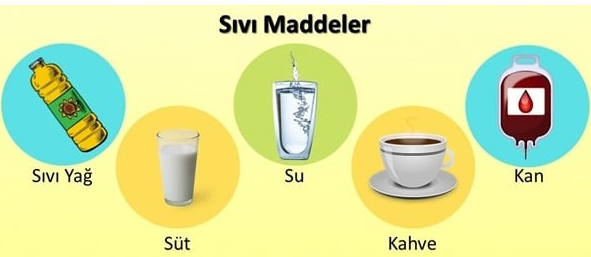 Sıvı Maddeler
Sıvı Yağ
Süt
Su
Kahve
Kan